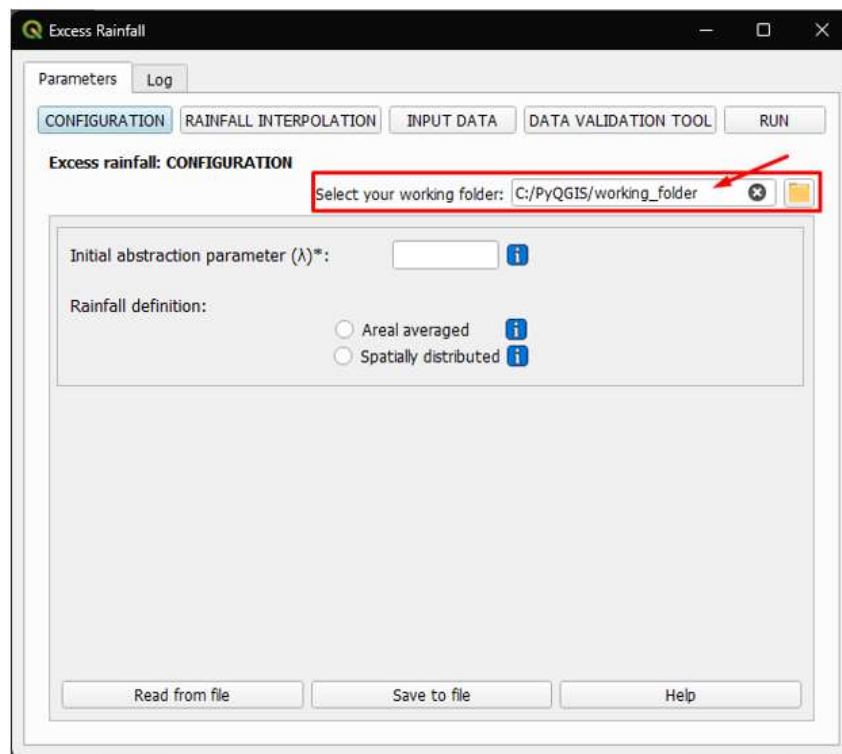 Excess Rainfall
Parameters Log
CONFIGURATION RAINFALL INTERPOLATION INPUT DATA DATA VALIDATION TOOL RUN
Excess rainfall: CONFIGURATION
Select your working folder: C:/PyQGIS/working_folder
Initial abstraction parameter (λ)*:
Rainfall definition:
Areal averaged
Spatially distributed
Read from file Save to file Help